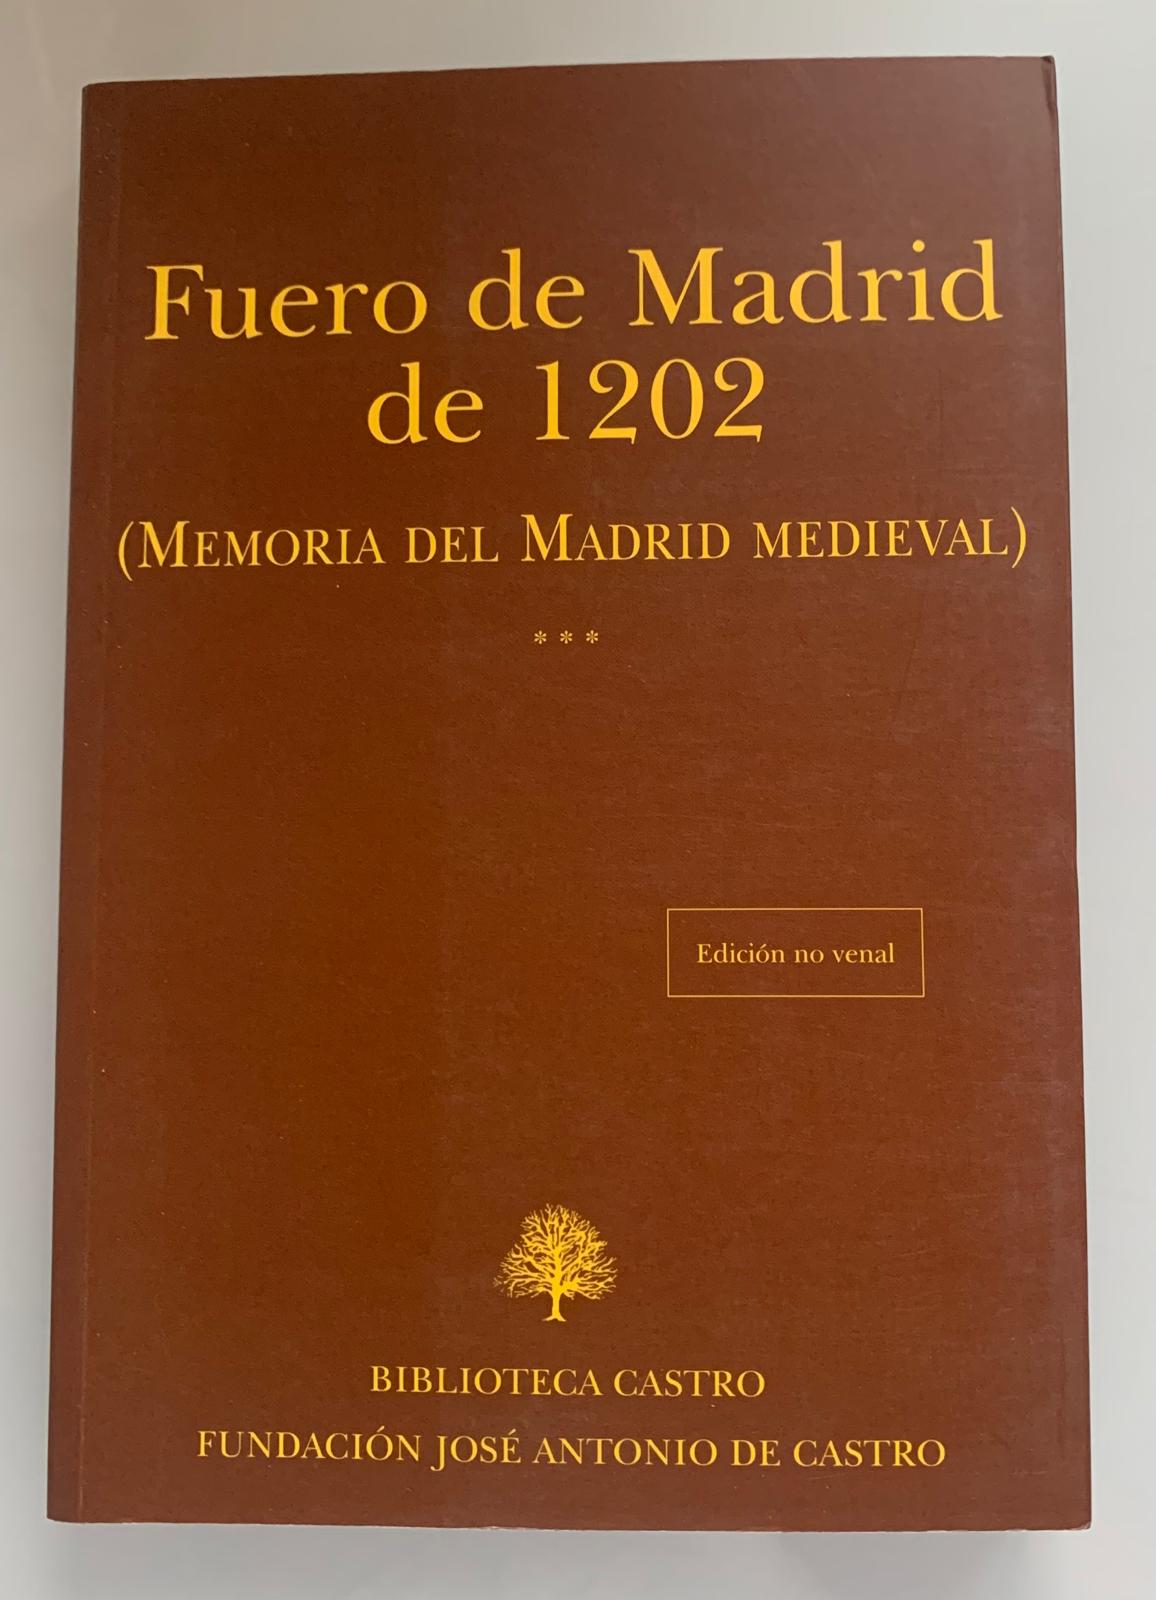 Fuero de Madrid
de 1202
(MEMORIA DEL MADRID MEDIEVAL)
* * *
Edición no venal
BIBLIOTECA CASTRO
FUNDACIÓN JOSÉ ANTONIO DE CASTRO